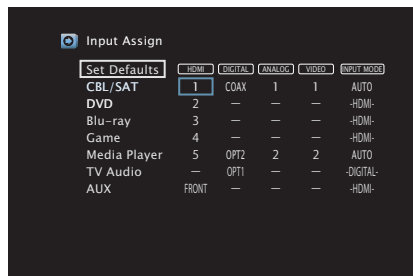 Input Assign
Set Defaults HDMI DIGITAL ANALOG VIDEO INPUT MODE
CBL/SAT 1 COAX 1 1 AUTO
DVD 2 — — — -HDMI-
Blu-ray 3 — — — -HDMI-
Game 4 — — — -HDMI-
Media Player 5 OPT2 2 2 AUTO
TV Audio — OPT1 — — -DIGITAL-
AUX FRONT — — — -HDMI-